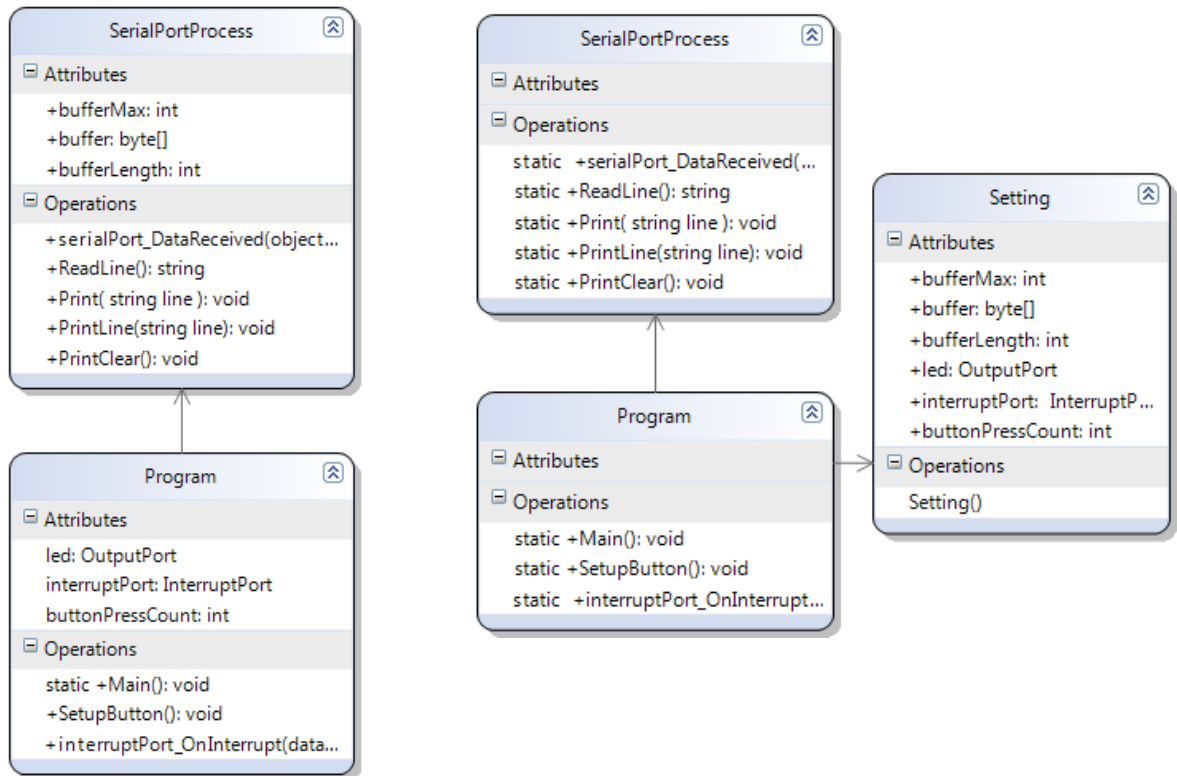 SerialPortProcess
Attributes
+bufferMax: int
+buffer: byte[]
+bufferLength: int
Operations
+serialPort_DataReceived(object...
+ReadLine(): string
+Print( string line ): void
+PrintLine(string line): void
+PrintClear(): void
Program
Attributes
led: OutputPort
interruptPort: InterruptPort
buttonPressCount: int
Operations
static +Main(): void
+SetupButton(): void
+interruptPort_OnInterrupt(data...
SerialPortProcess
Attributes
Operations
static +serialPort_DataReceived(...
static +ReadLine(): string
static +Print( string line ): void
static +PrintLine(string line): void
static +PrintClear(): void
Program
Attributes
Operations
static +Main(): void
static +SetupButton(): void
static +interruptPort_OnInterrupt...
Setting
Attributes
+bufferMax: int
+buffer: byte[]
+bufferLength: int
+led: OutputPort
+interruptPort: InterruptP...
+buttonPressCount: int
Operations
Setting()